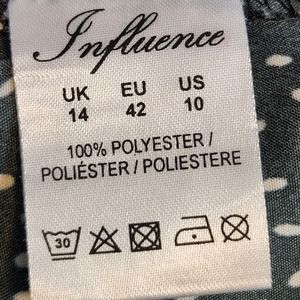 Influence
UK EU US
14 42 10
100% POLYESTER /
POLIÉSTER / POLIESTERE
30